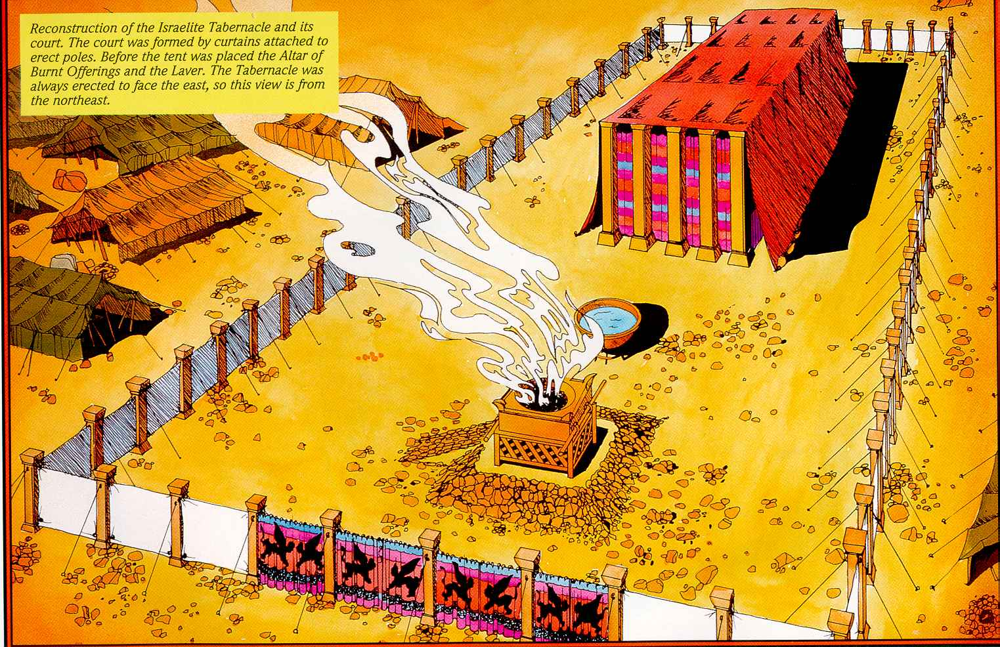 Reconstruction of the Israelite Tabernacle and its
court. The court was formed by curtains attached to
erect poles. Before the tent was placed the Altar of
Burnt Offerings and the Laver. The Tabernacle was
always erected to face the east, so this view is from
the northeast.